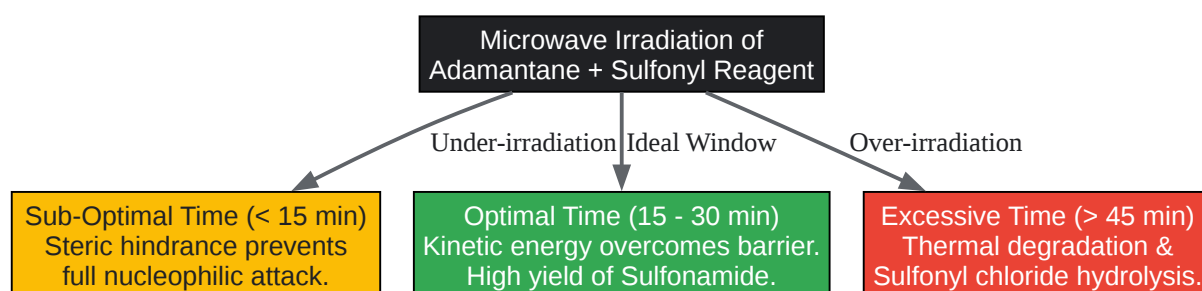 Microwave Irradiation of
Adamantane + Sulfonyl Reagent
Under-irradiation
Ideal Window
Over-irradiation
Sub-Optimal Time (< 15 min)
Steric hindrance prevents
full nucleophilic attack.
Optimal Time (15 - 30 min)
Kinetic energy overcomes barrier.
High yield of Sulfonamide.
Excessive Time (> 45 min)
Thermal degradation &
Sulfonyl chloride hydrolysis.